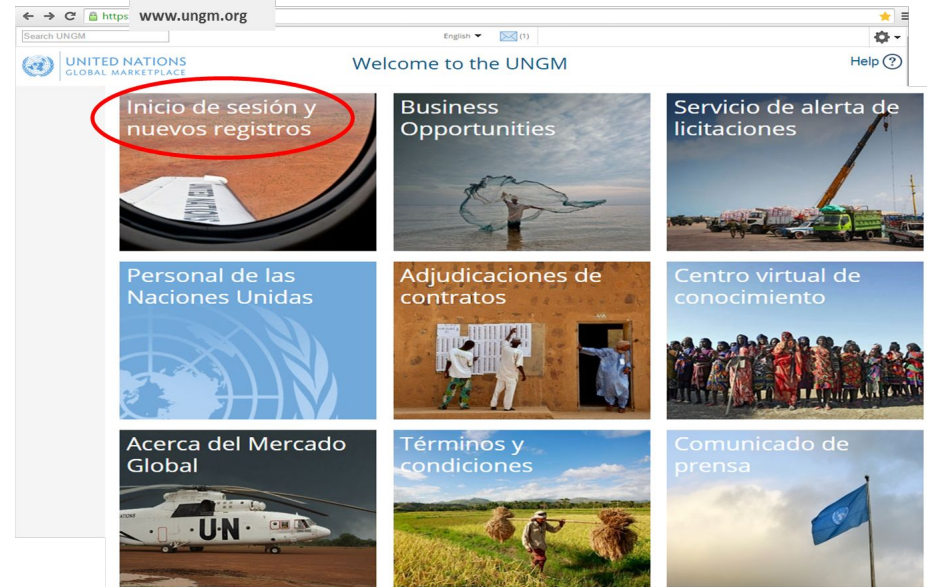 https
www.ungm.org
Search UNGM
English
(1)
UNITED NATIONS
GLOBAL MARKETPLACE
Welcome to the UNGM
Help ?
Inicio de sesión y
nuevos registros
Business
Opportunities
Servicio de alerta de
licitaciones
Personal de las
Naciones Unidas
Adjudicaciones de
contratos
Centro virtual de
conocimiento
Acerca del Mercado
Global
UN
Términos y
condiciones
Comunicado de
prensa